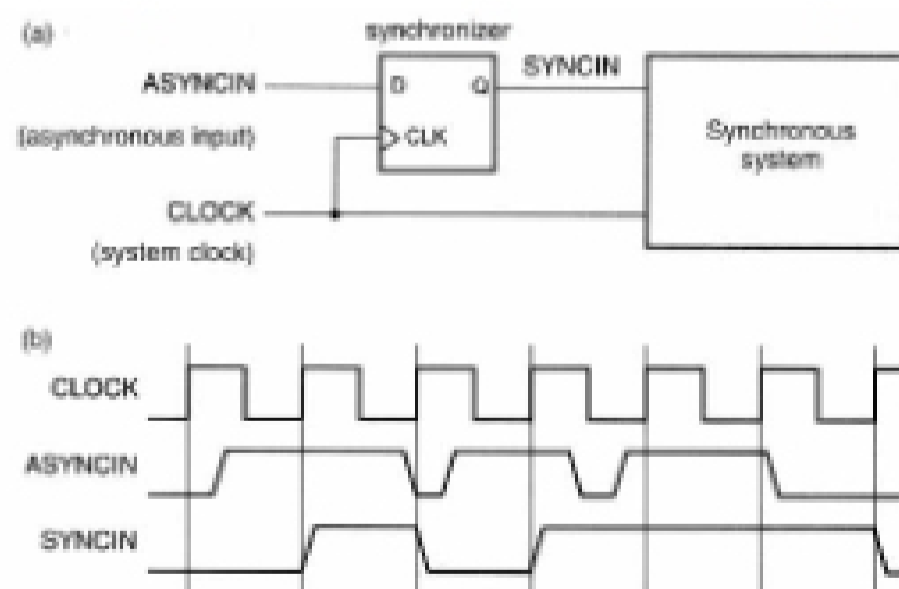 (a)
synchronizer
ASYNCIN
D
Q
SYNCIN
(asynchronous input)
CLK
Synchronous
system
CLOCK
(system clock)
(b)
CLOCK
ASYNCIN
SYNCIN